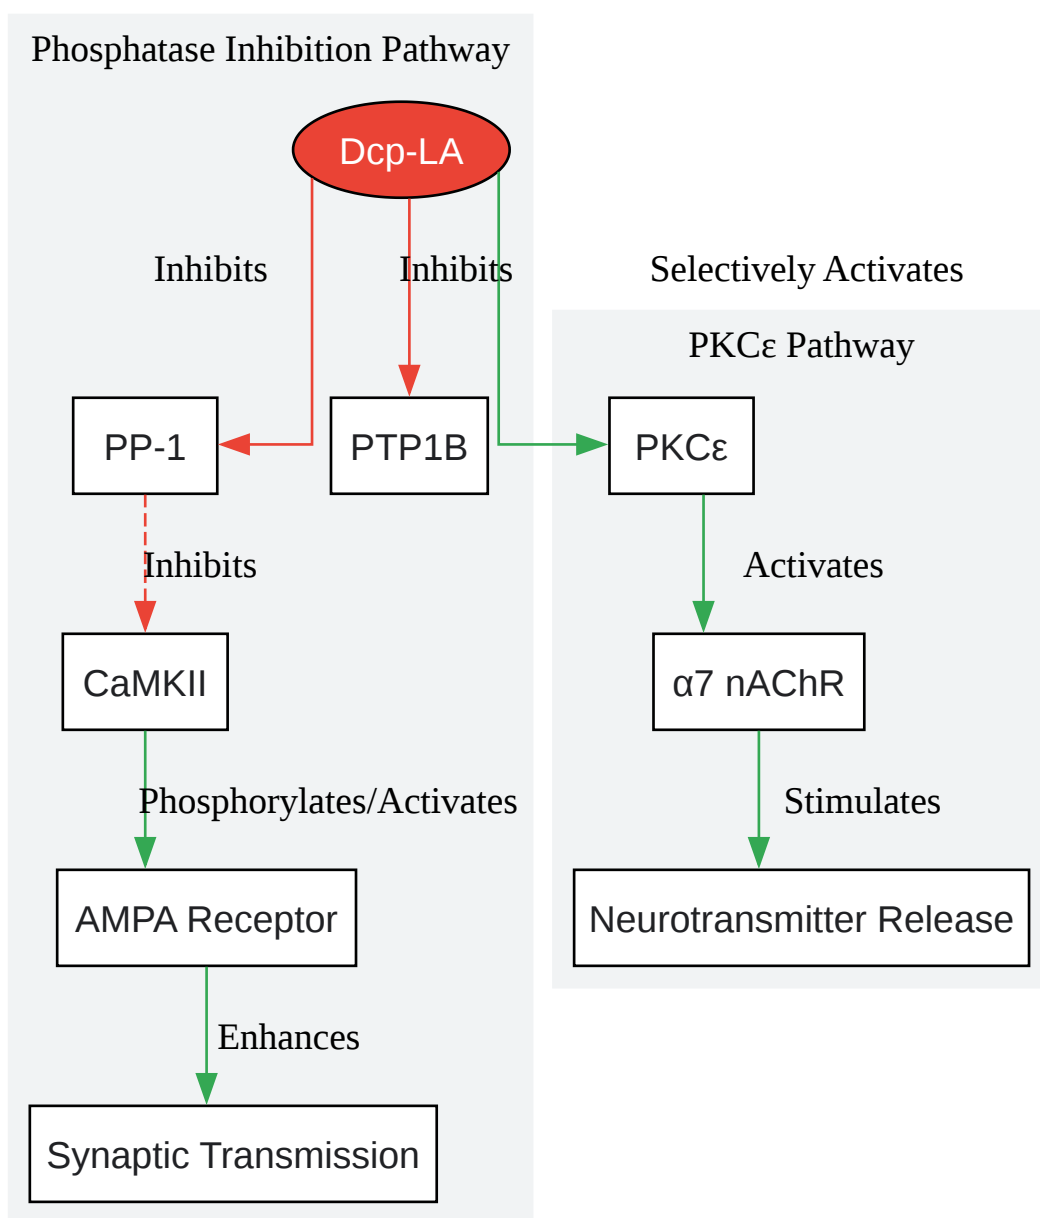 Phosphatase Inhibition Pathway
Dcp-LA
Inhibits
Inhibits
Selectively Activates
PKCε Pathway
PP-1
PTP1B
PKCε
Inhibits
Activates
CaMKII
α7 nAChR
Phosphorylates/Activates
Stimulates
AMPA Receptor
Neurotransmitter Release
Enhances
Synaptic Transmission